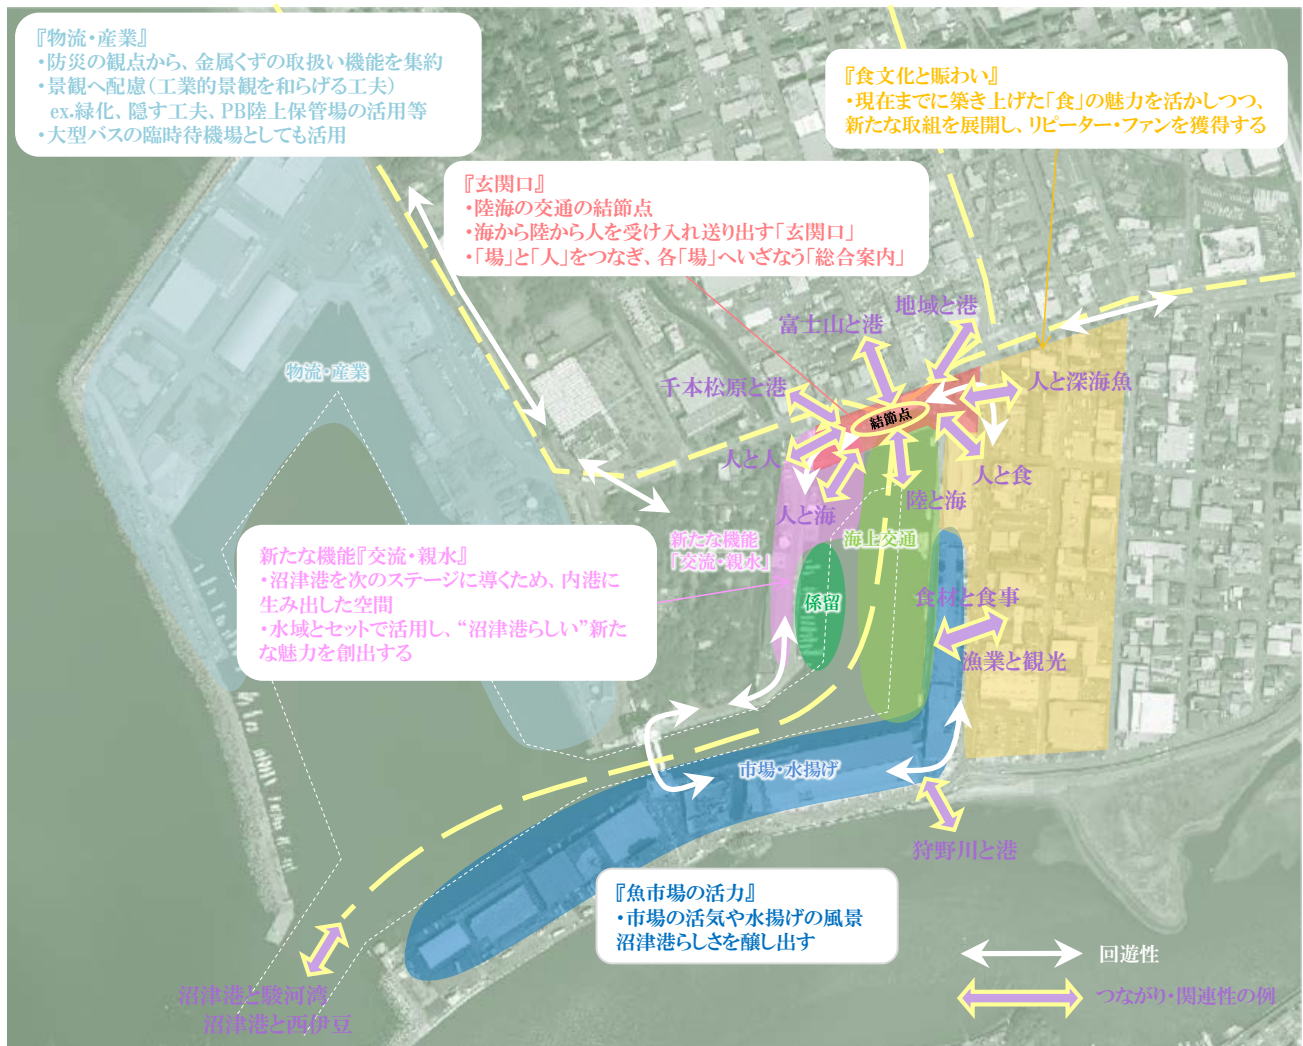 『物流・産業』
・防災の観点から、金属くずの取扱い機能を集約
・景観へ配慮（工業的景観を和らげる工夫）
ex.緑化、隠す工夫、PB陸上保管場の活用等
・大型バスの臨時待機場としても活用
『食文化と賑わい』
・現在までに築き上げた「食」の魅力を活かしつつ、
新たな取組を展開し、リピーター・ファンを獲得する
『玄関口』
・陸海の交通の結節点
・海から陸から人を受け入れ送り出す「玄関口」
・「場」と「人」をつなぎ、各「場」へいざなう「総合案内」
地域と港
富士山と港
物流・産業
千本松原と港
人と深海魚
結節点
人と人
人と食
人と海
陸と海
新たな機能
「交流・親水」
海上交通
新たな機能『交流・親水』
・沼津港を次のステージに導くため、内港に
生み出した空間
・水域とセットで活用し、“沼津港らしい”新た
な魅力を創出する
係留
食材と食事
漁業と観光
市場・水揚げ
狩野川と港
『魚市場の活力』
・市場の活気や水揚げの風景
沼津港らしさを醸し出す
回遊性
つながり・関連性の例
沼津港と駿河湾
沼津港と西伊豆